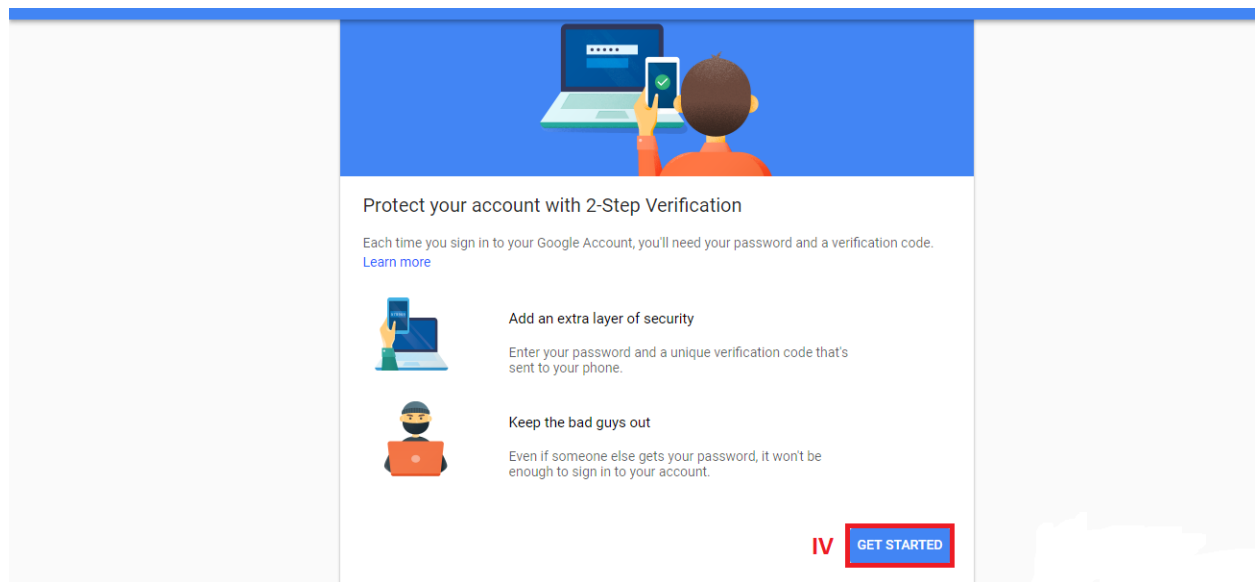 Protect your account with 2-Step Verification
Each time you sign in to your Google Account, you'll need your password and a verification code.
Learn more
Add an extra layer of security
Enter your password and a unique verification code that's
sent to your phone.
Keep the bad guys out
Even if someone else gets your password, it won't be
enough to sign in to your account.
IV GET STARTED